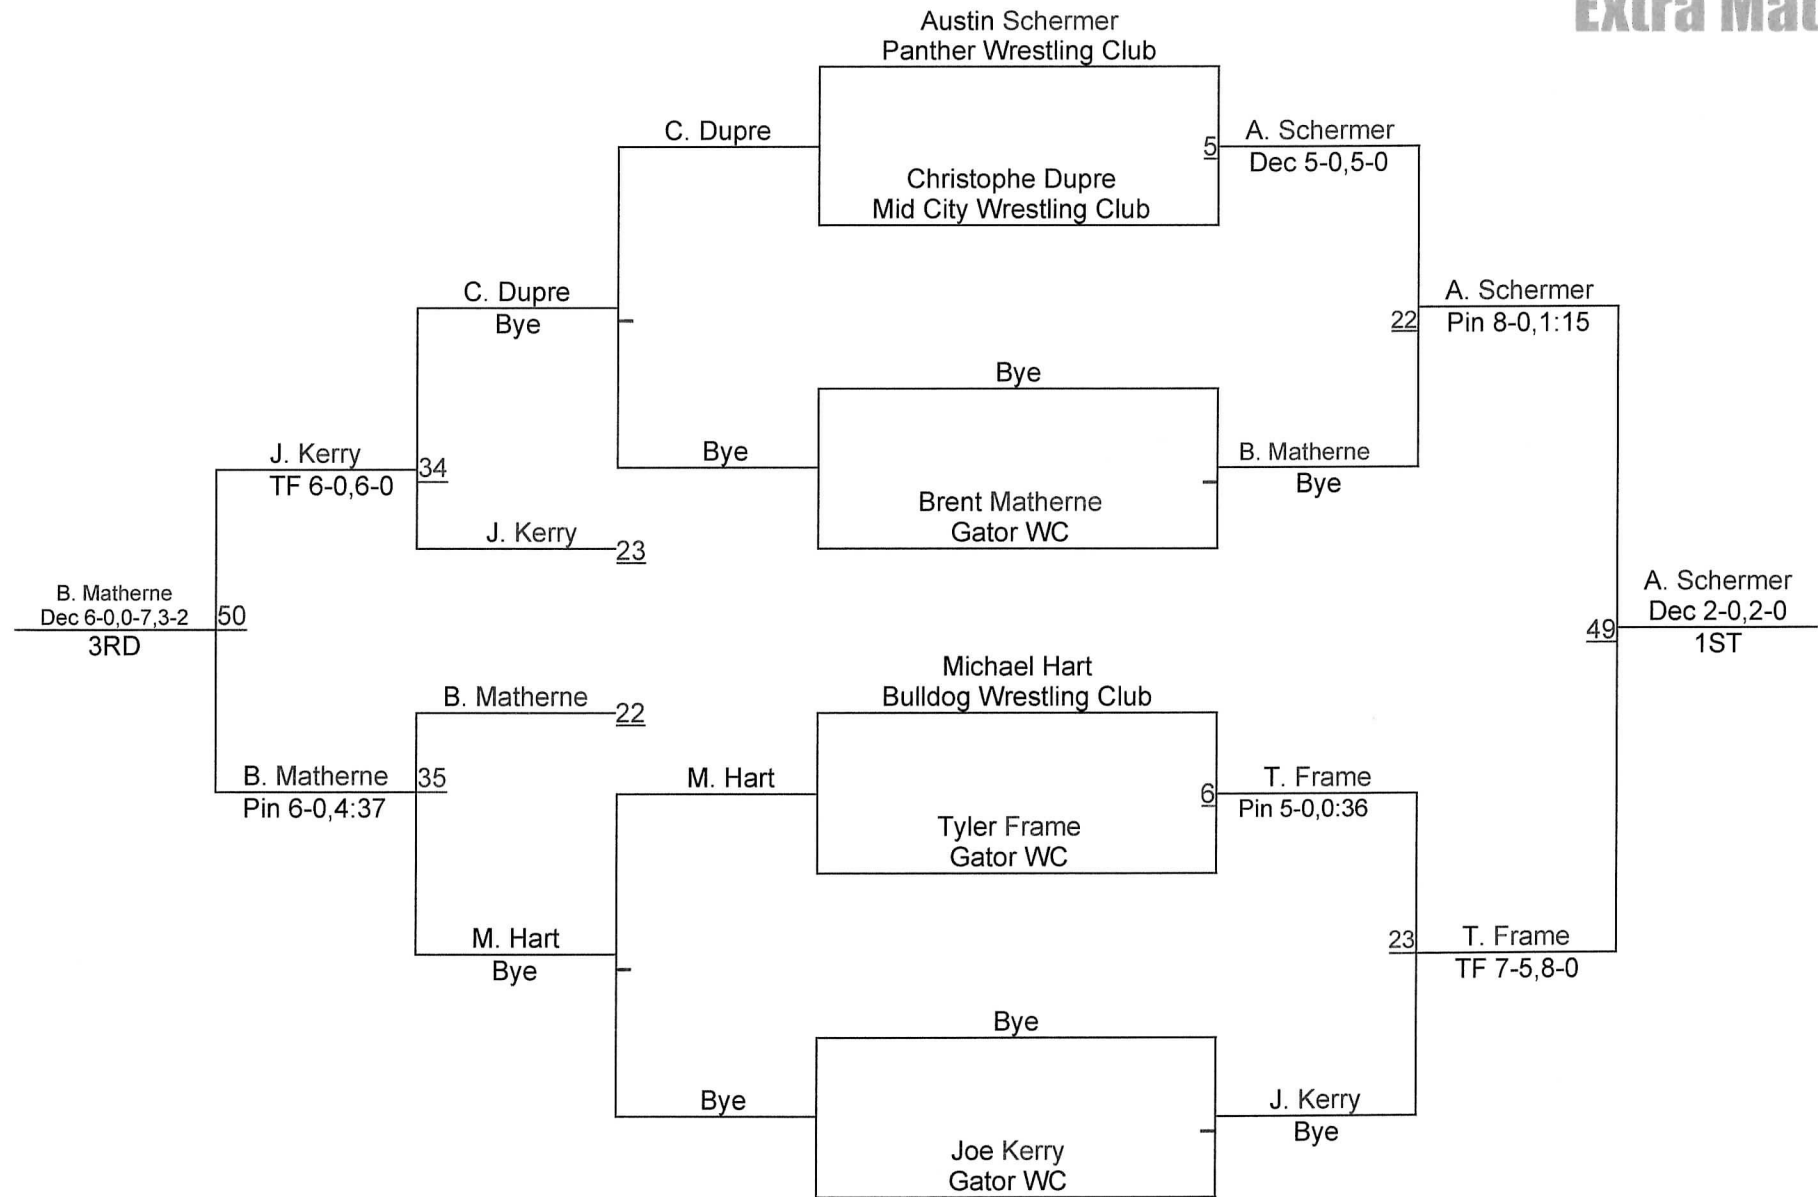 Extra Mat
Austin Schermer
Panther Wrestling Club
C. Dupre
5
A. Schermer
Dec 5-0,5-0
Christophe Dupre
Mid City Wrestling Club
C. Dupre
Bye
A. Schermer
22
Pin 8-0,1:15
Bye
J. Kerry
34
TF 6-0,6-0
Bye
B. Matherne
Bye
Brent Matherne
Gator WC
J. Kerry
23
B. Matherne
Dec 6-0,0-7,3-2
50
3RD
A. Schermer
Dec 2-0,2-0
49
1ST
Michael Hart
Bulldog Wrestling Club
B. Matherne
22
B. Matherne
35
Pin 6-0,4:37
M. Hart
6
T. Frame
Pin 5-0,0:36
Tyler Frame
Gator WC
M. Hart
Bye
23
T. Frame
TF 7-5,8-0
Bye
Bye
J. Kerry
Bye
Joe Kerry
Gator WC